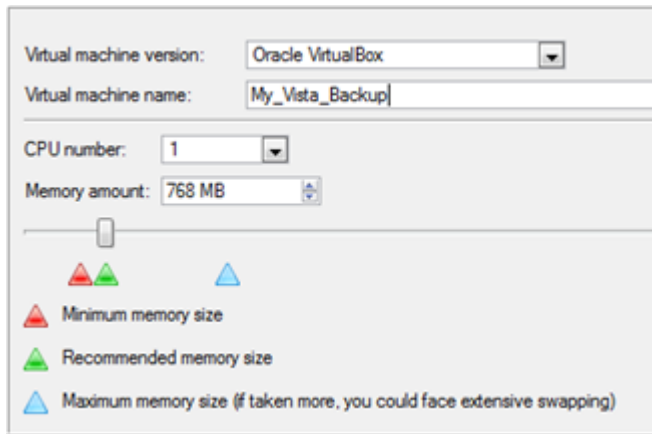 Virtual machine version: Oracle VirtualBox
Virtual machine name: My_Vista_Backup
CPU number: 1
Memory amount: 768 MB
Minimum memory size
Recommended memory size
Maximum memory size (if taken more, you could face extensive swapping)